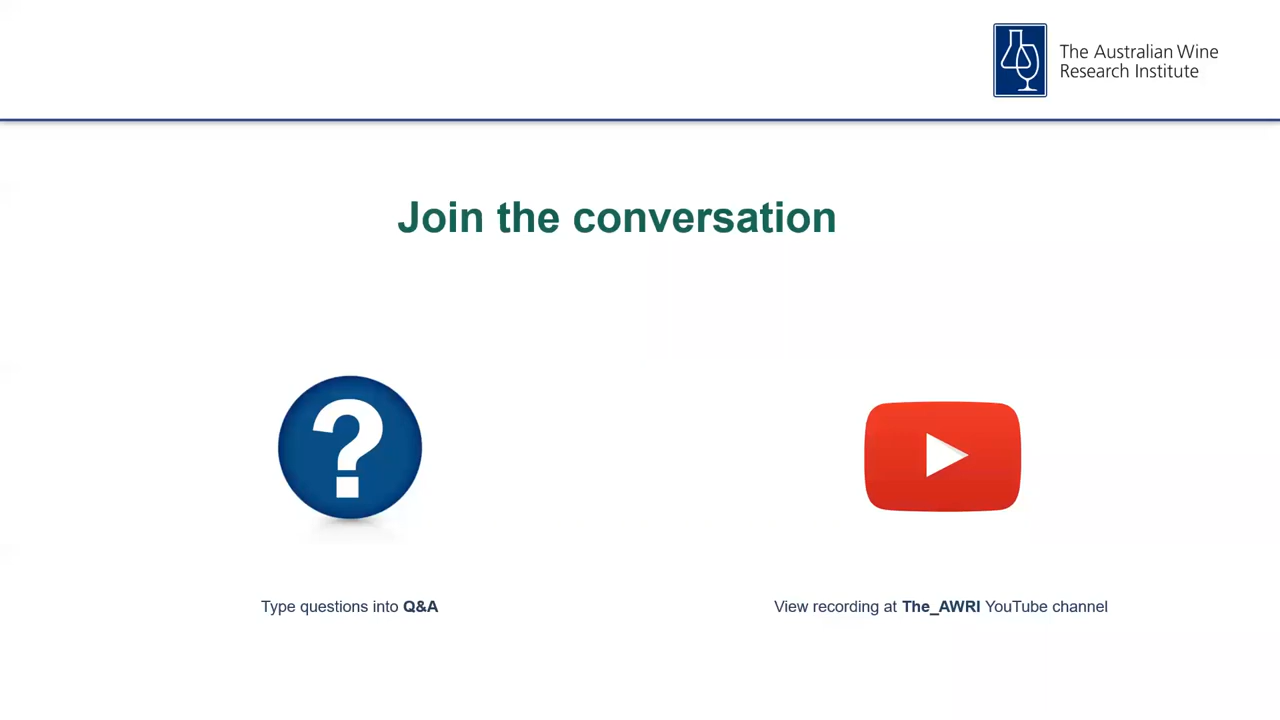 The Australian Wine
Research Institute
Join the conversation
?
Type questions into Q&A
View recording at The_AWRI YouTube channel